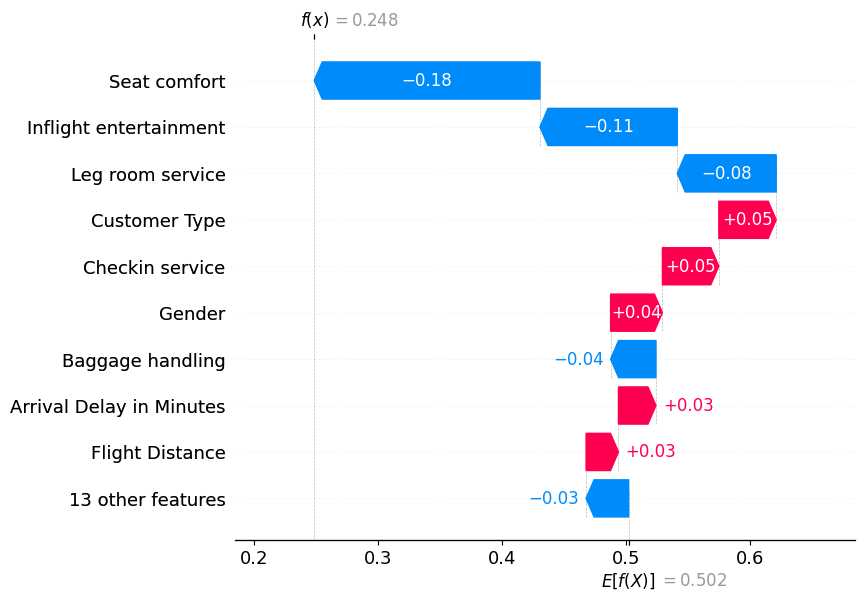 f(x) = 0.248
Seat comfort −0.18
Inflight entertainment −0.11
Leg room service −0.08
Customer Type +0.05
Checkin service +0.05
Gender +0.04
Baggage handling −0.04
Arrival Delay in Minutes +0.03
Flight Distance +0.03
13 other features −0.03
0.2 0.3 0.4 0.5 0.6
E[f(X)] = 0.502